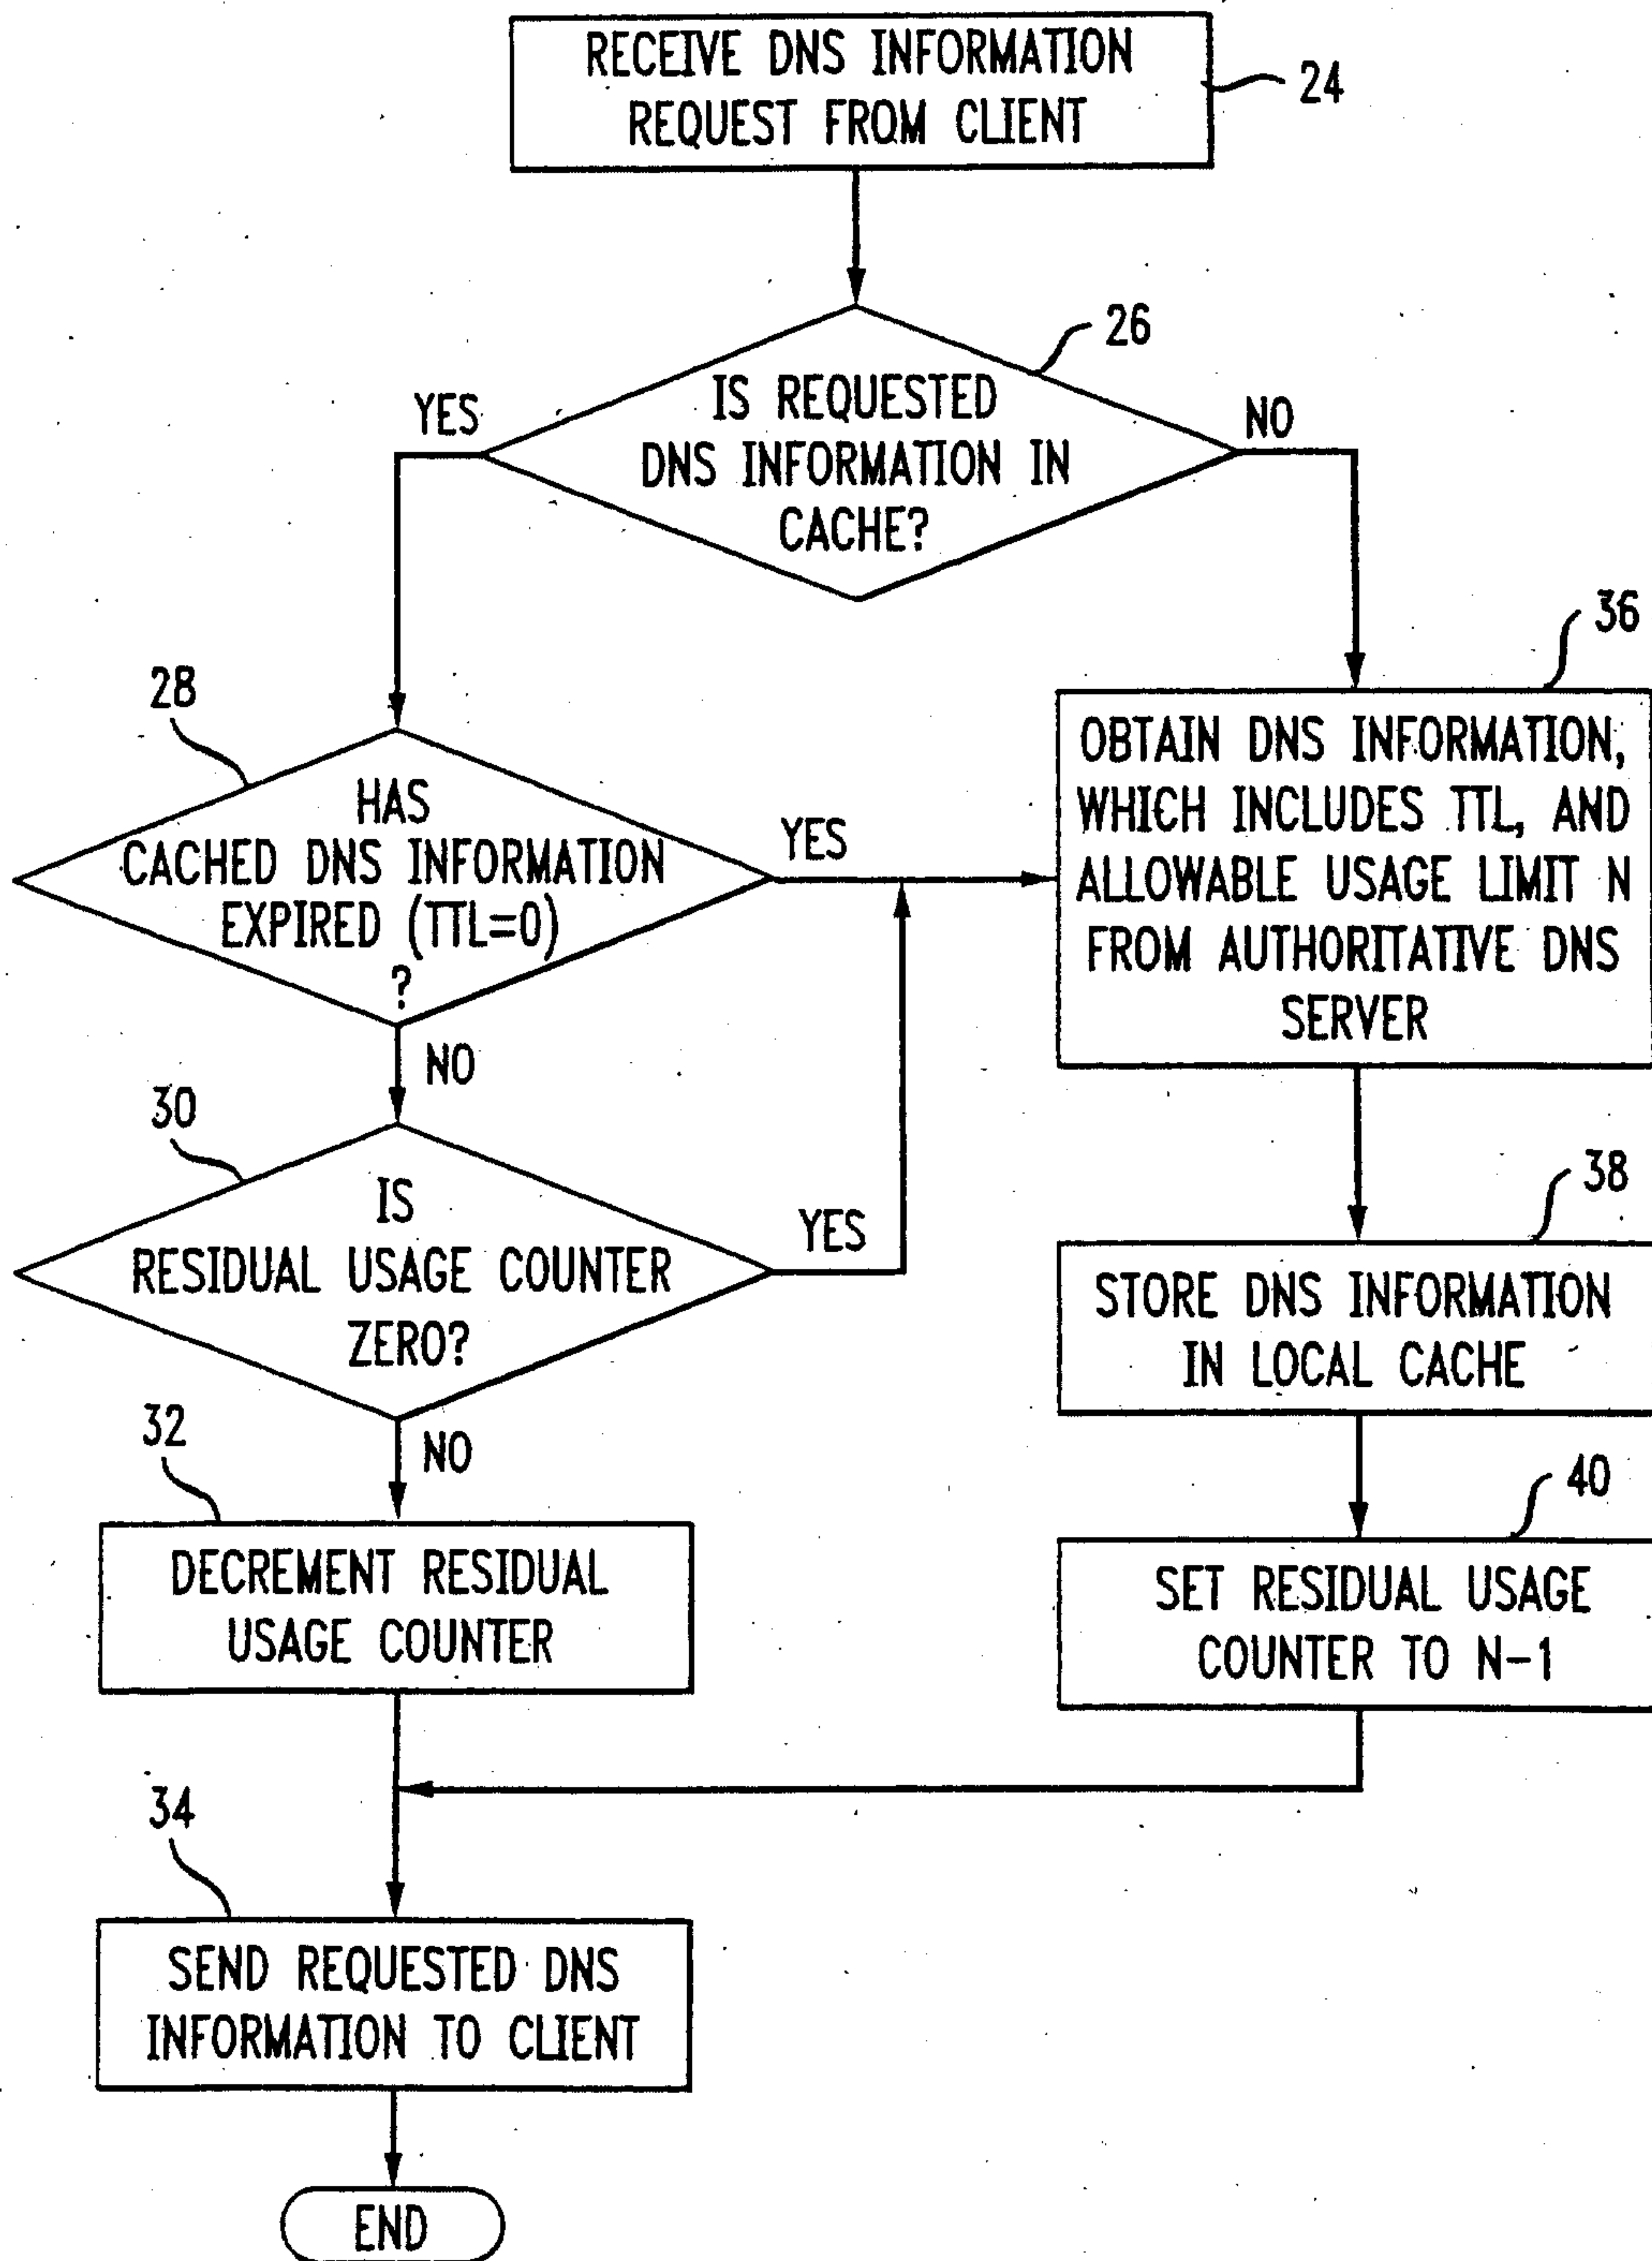 RECEIVE DNS INFORMATION
REQUEST FROM CLIENT
24
26
IS REQUESTED
DNS INFORMATION IN
CACHE?
YES
NO
36
28
HAS
CACHED DNS INFORMATION
EXPIRED (TTL=0)
?
YES
NO
OBTAIN DNS INFORMATION,
WHICH INCLUDES TTL, AND
ALLOWABLE USAGE LIMIT N
FROM AUTHORITATIVE DNS
SERVER
30
IS
RESIDUAL USAGE COUNTER
ZERO?
YES
NO
38
STORE DNS INFORMATION
IN LOCAL CACHE
32
DECREMENT RESIDUAL
USAGE COUNTER
40
SET RESIDUAL USAGE
COUNTER TO N-1
34
SEND REQUESTED DNS
INFORMATION TO CLIENT
END